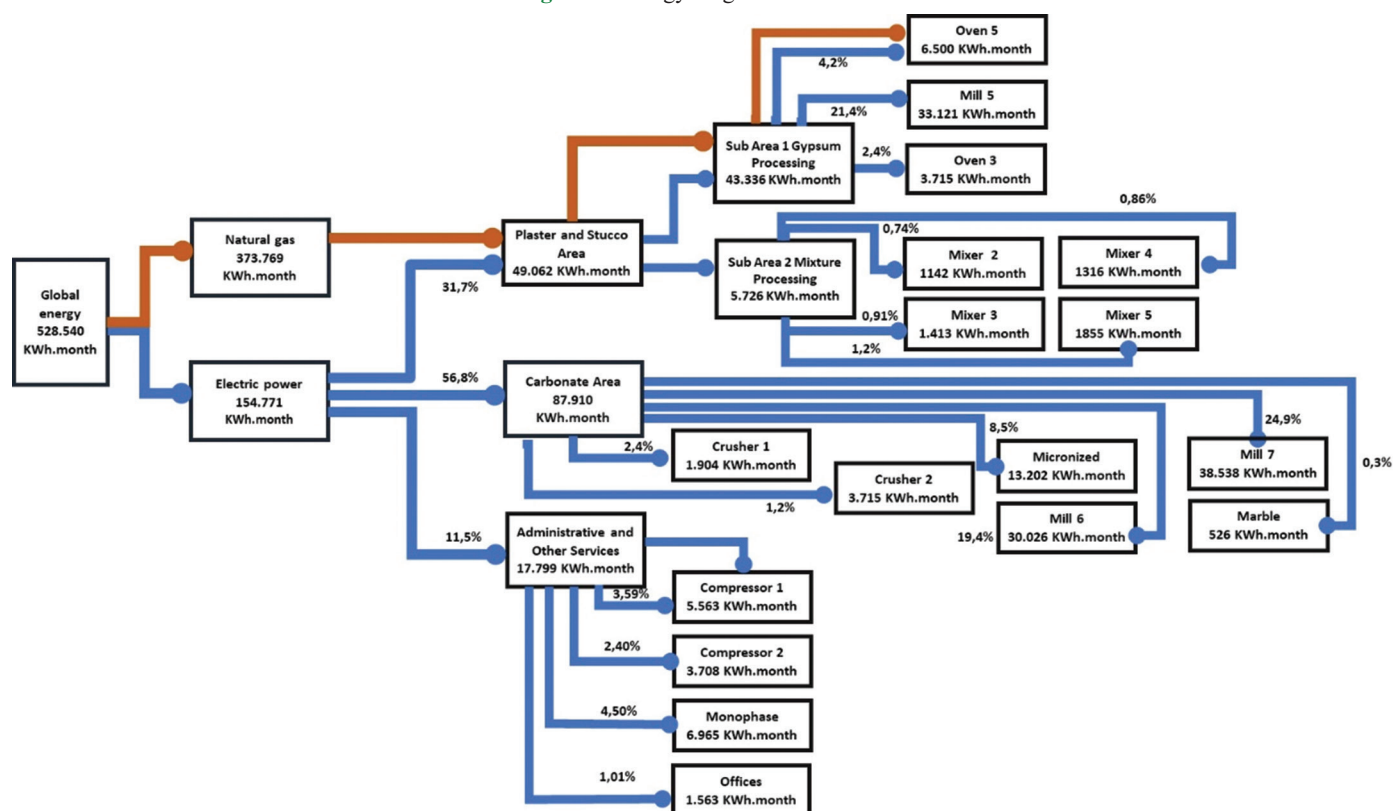 Oven 5
6.500 KWh.month
4,2%
Mill 5
33.121 KWh.month
21,4%
Sub Area 1 Gypsum
Processing
43.336 KWh.month
2,4%
Oven 3
3.715 KWh.month
0,86%
Natural gas
373.769
KWh.month
Plaster and Stucco
Area
49.062 KWh.month
0,74%
Sub Area 2 Mixture
Processing
5.726 KWh.month
Mixer 2
1142 KWh.month
Mixer 4
1316 KWh.month
Global
energy
528.540
KWh.month
31,7%
0,91%
Mixer 3
1.413 KWh.month
Mixer 5
1855 KWh.month
1,2%
Electric power
154.771
KWh.month
56,8%
Carbonate Area
87.910
KWh.month
24,9%
8,5%
2,4%
Crusher 1
1.904 KWh.month
Micronized
13.202 KWh.month
Mill 7
38.538 KWh.month
0,3%
Crusher 2
3.715 KWh.month
1,2%
Mill 6
30.026 KWh.month
19,4%
Marble
526 KWh.month
11,5%
Administrative and
Other Services
17.799 KWh.month
3,59%
Compressor 1
5.563 KWh.month
2,40%
Compressor 2
3.708 KWh.month
4,50%
Monophase
6.965 KWh.month
1,01%
Offices
1.563 KWh.month